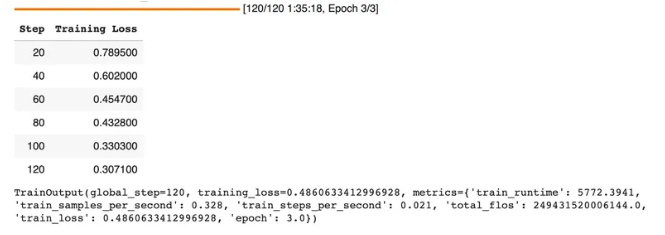 [120/120 1:35:18, Epoch 3/3]
Step Training Loss
20 0.789500
40 0.602000
60 0.454700
80 0.432800
100 0.330300
120 0.307100
TrainOutput(global_step=120, training_loss=0.4860633412996928, metrics={'train_runtime': 5772.3941,
'train_samples_per_second': 0.328, 'train_steps_per_second': 0.021, 'total_flos': 249431520006144.0,
'train_loss': 0.4860633412996928, 'epoch': 3.0})